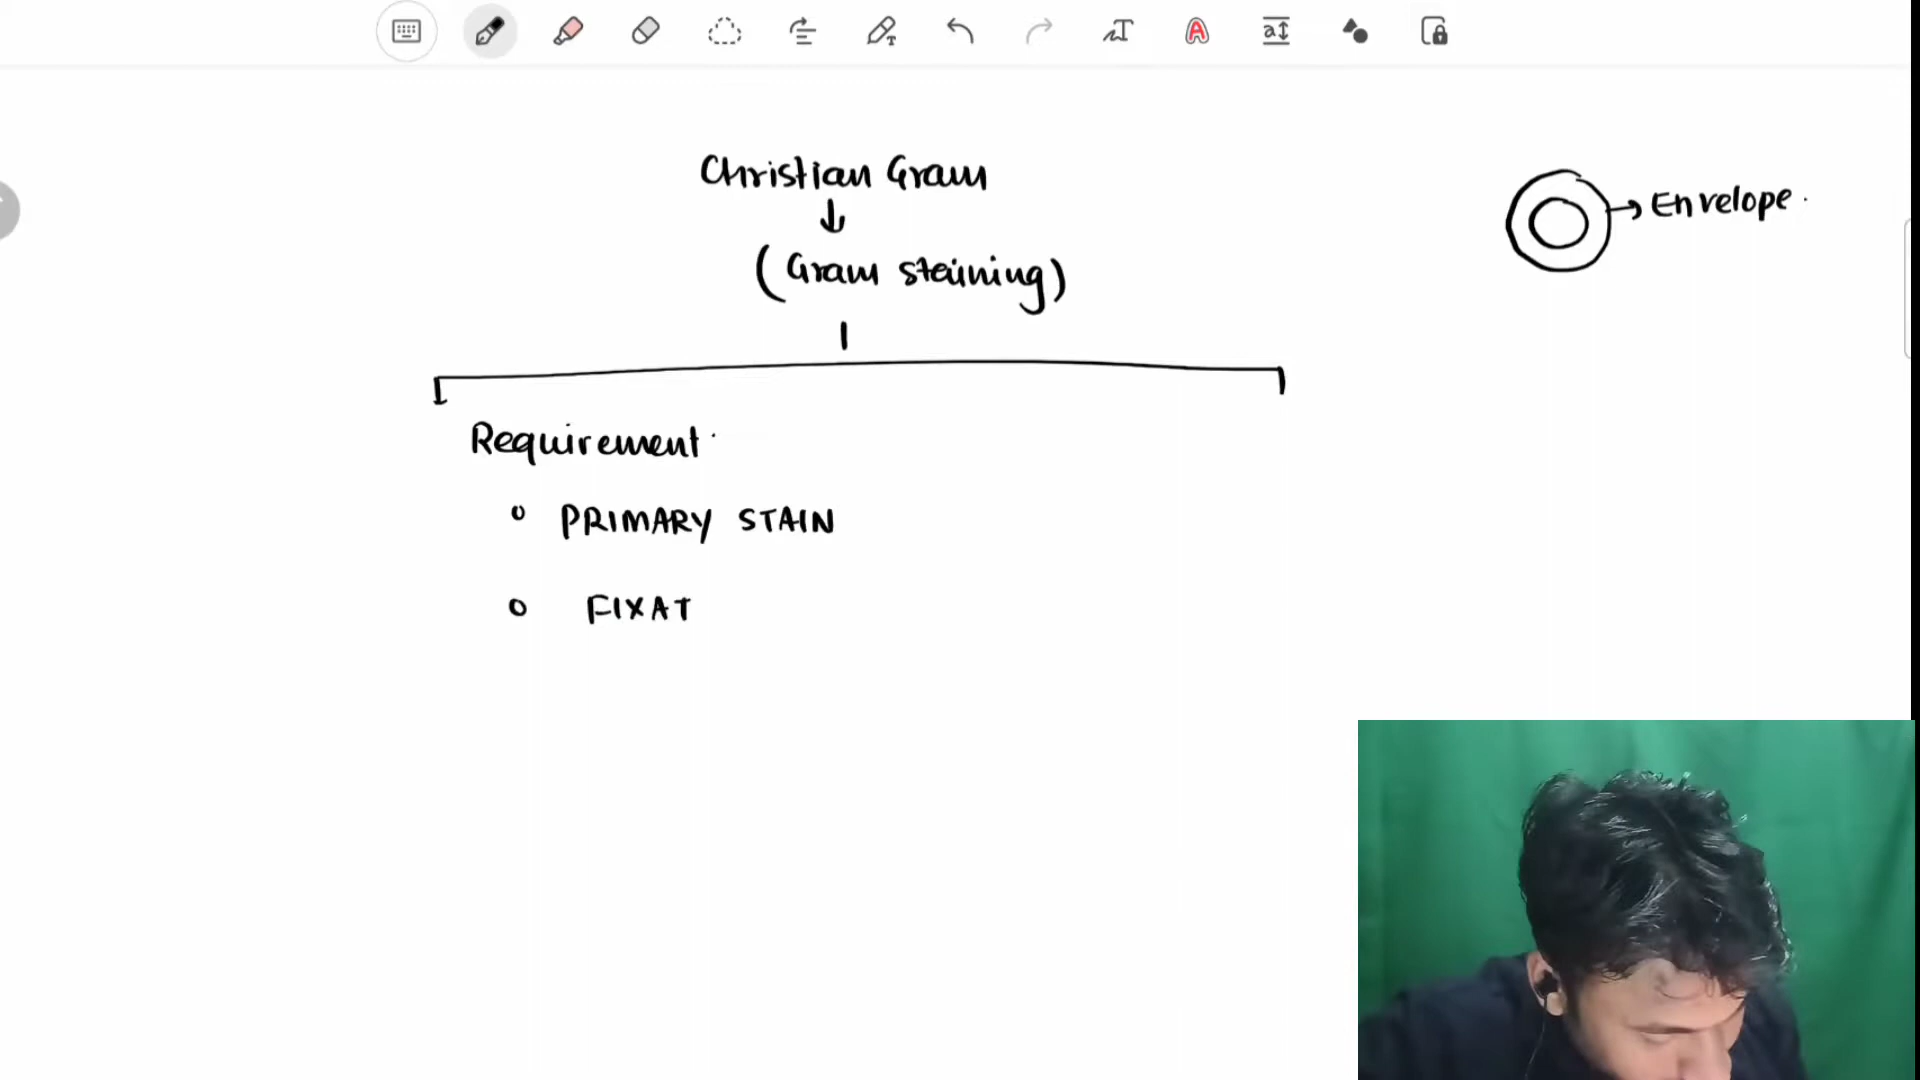 Christian Gram
↓
(Gram staining)
Requirement.
PRIMARY STAIN
FIXAT
→ Envelope.